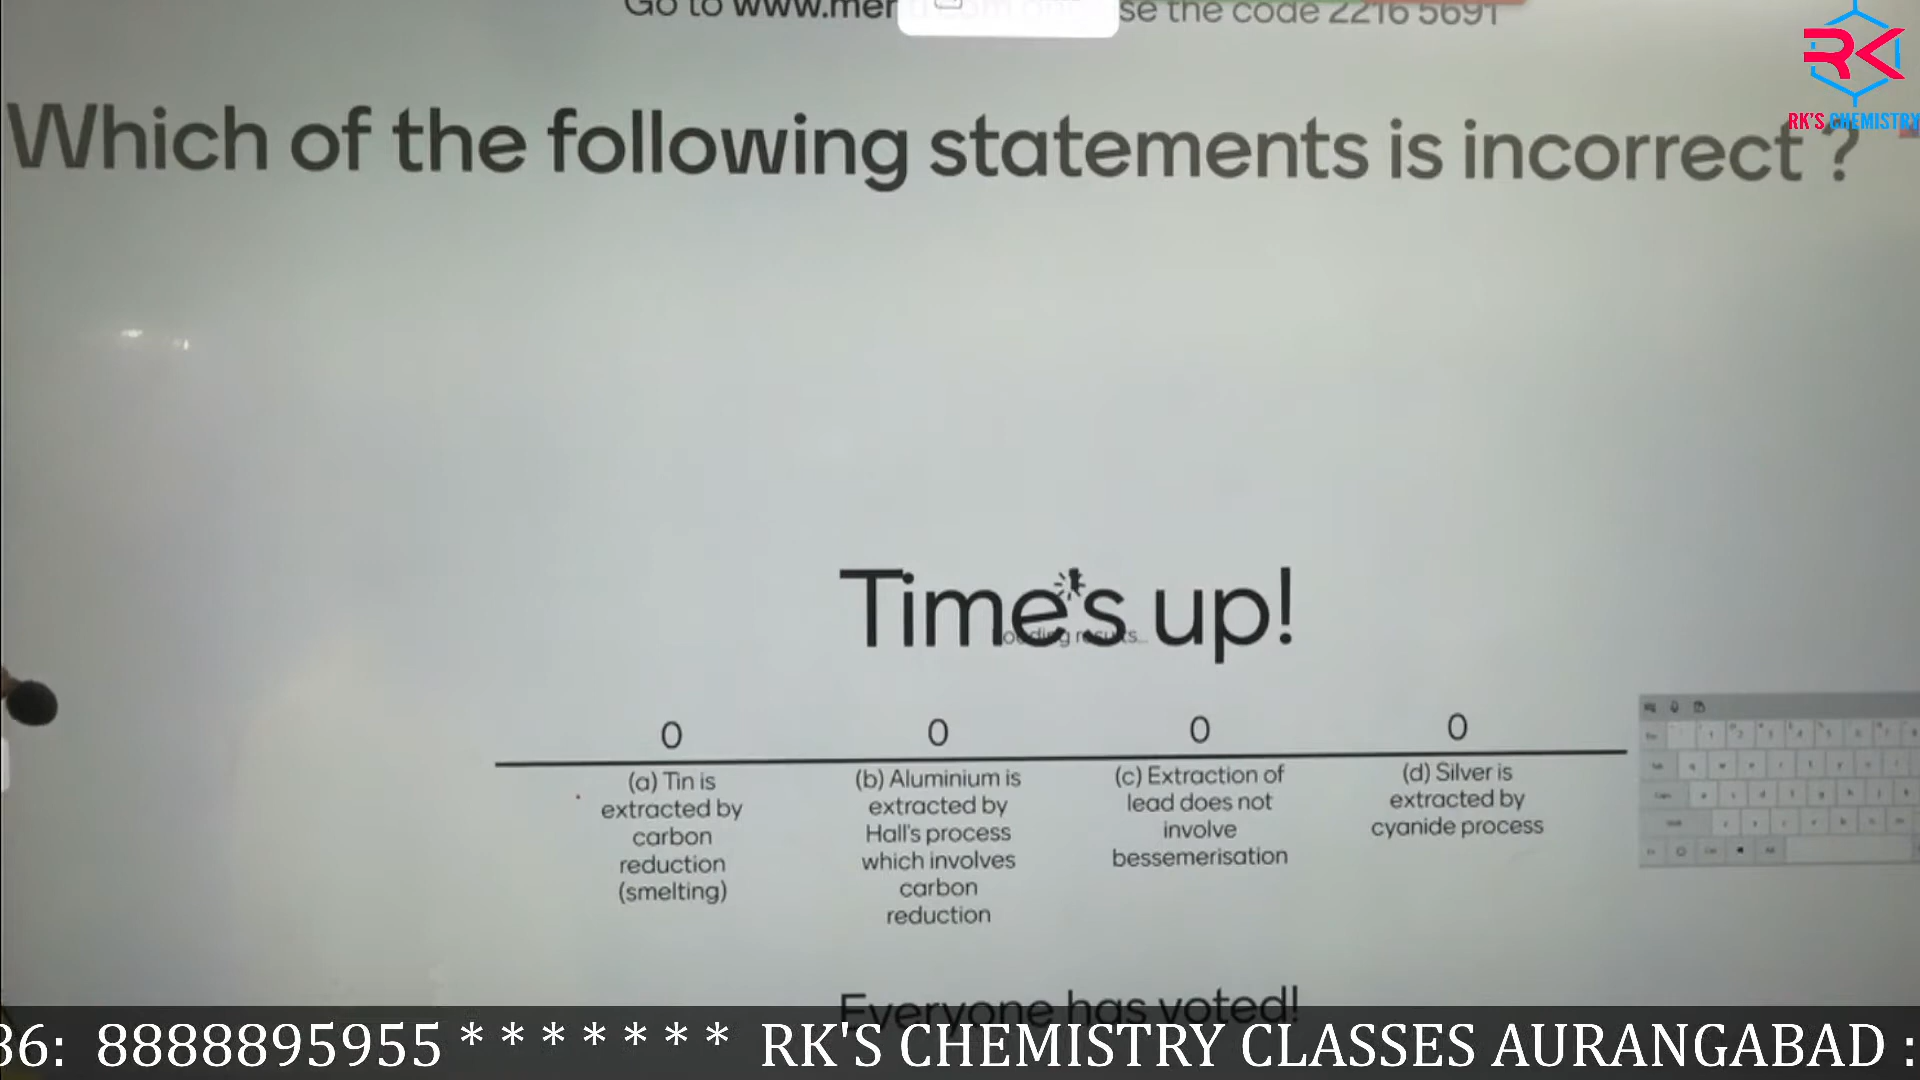 Go to www.mer
se the code 2216 5691
RK
RK'S CHEMISTRY
Which of the following statements is incorrect ?
Time's up!
0 0 0 0
(a) Tin is
extracted by
carbon
reduction
(smelting)
(b) Aluminium is
extracted by
Hall's process
which involves
carbon
reduction
(c) Extraction of
lead does not
involve
bessemerisation
(d) Silver is
extracted by
cyanide process
Everyone has voted!
86: 8888895955 * * * * * * * RK'S CHEMISTRY CLASSES AURANGABAD :